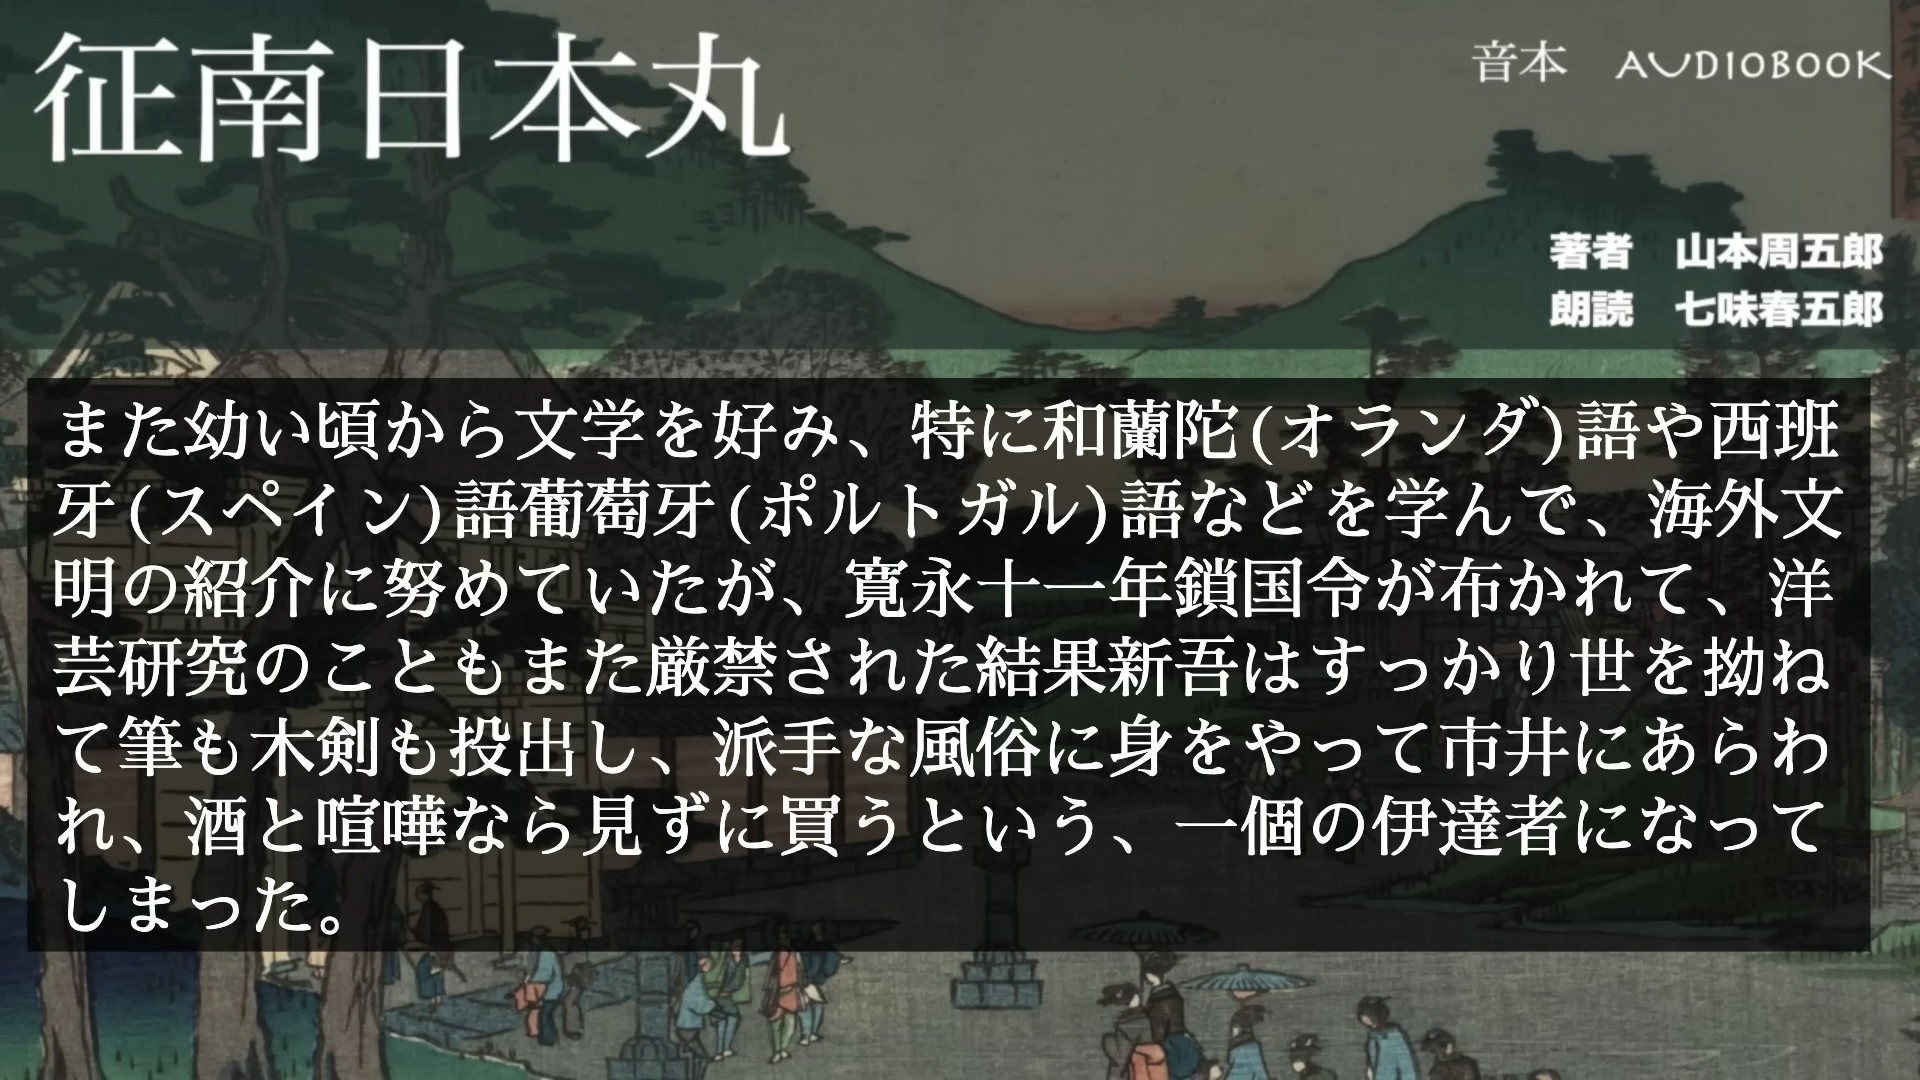 征南日本丸
音本 AUDIOBOOK
著者 山本周五郎
朗読 七味春五郎
また幼い頃から文学を好み、特に和蘭陀(オランダ)語や西班
牙(スペイン)語葡萄牙(ポルトガル)語などを学んで、海外文
明の紹介に努めていたが、寛永十一年鎖国令が布かれて、洋
芸研究のこともまた厳禁された結果新吾はすっかり世を拗ね
て筆も木剣も投出し、派手な風俗に身をやって市井にあらわ
れ、酒と喧嘩なら見ずに買うという、一個の伊達者になって
しまった。